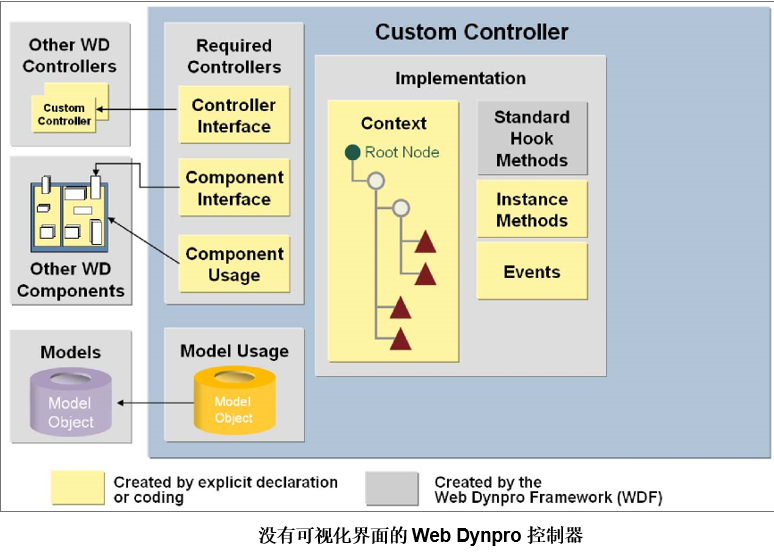 Custom Controller
Other WD
Controllers
Custom
Controller
Other WD
Components
Models
Model
Object
Required
Controllers
Controller
Interface
Component
Interface
Component
Usage
Model Usage
Model
Object
Implementation
Context
Root Node
Standard
Hook
Methods
Instance
Methods
Events
Created by explicit declaration
or coding
Created by the
Web Dynpro Framework (WDF)
没有可视化界面的 Web Dynpro 控制器